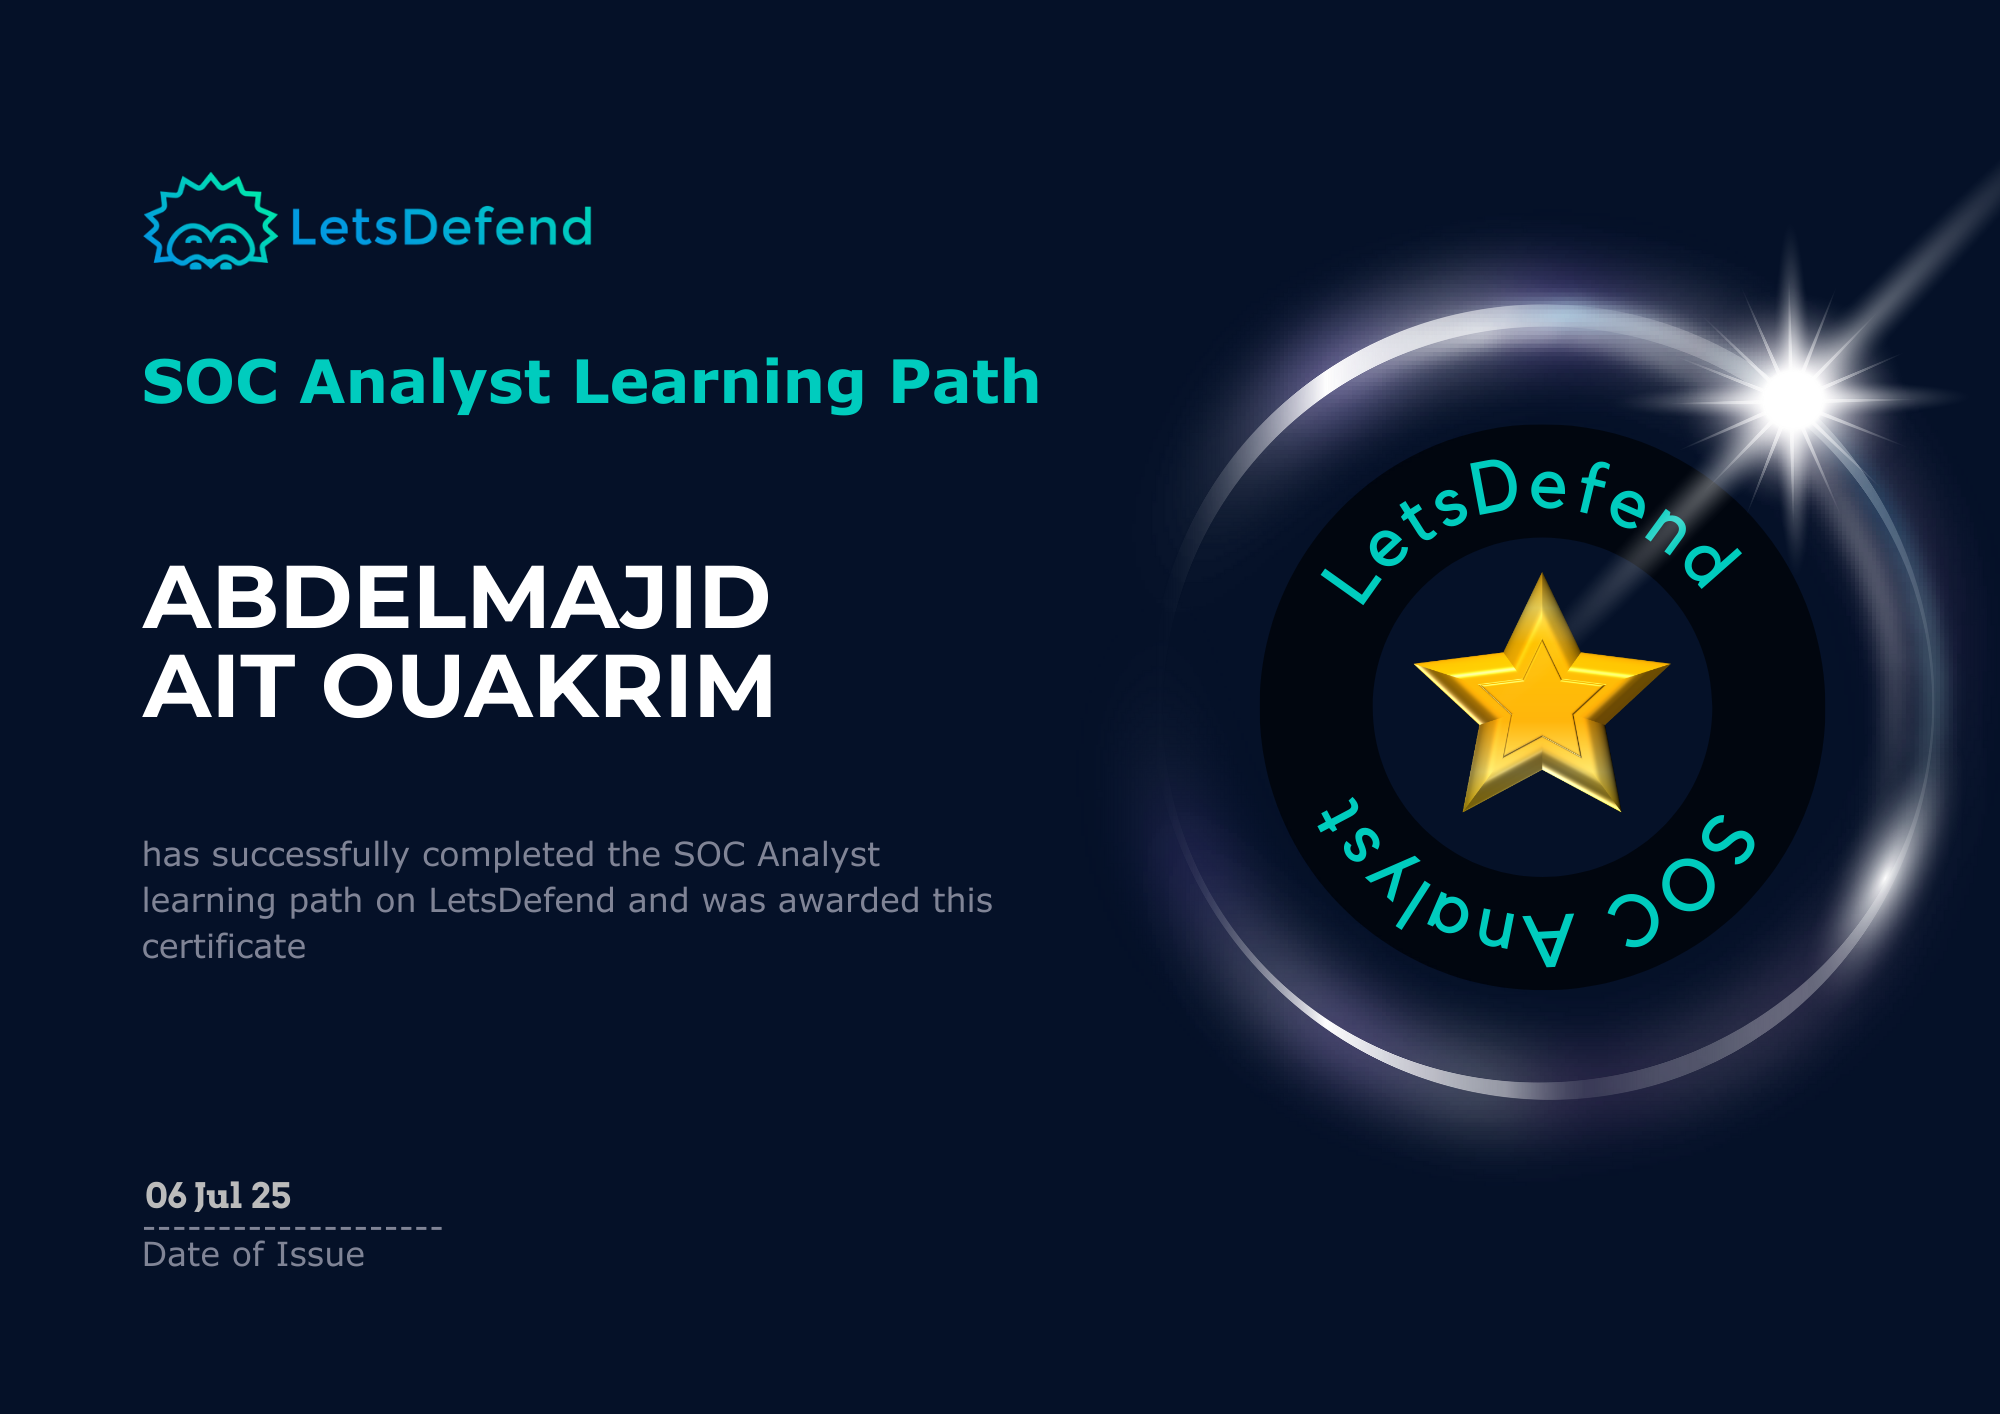 LetsDefend
SOC Analyst Learning Path
ABDELMAJID
AIT OUAKRIM
has successfully completed the SOC Analyst
learning path on LetsDefend and was awarded this
certificate
06 Jul 25
--------------------
Date of Issue
LetsDefend
SOC Analyst